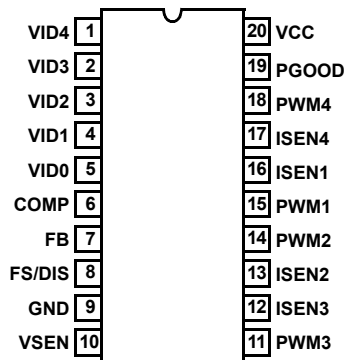 VID4 1 20 VCC
VID3 2 19 PGOOD
VID2 3 18 PWM4
VID1 4 17 ISEN4
VID0 5 16 ISEN1
COMP 6 15 PWM1
FB 7 14 PWM2
FS/DIS 8 13 ISEN2
GND 9 12 ISEN3
VSEN 10 11 PWM3